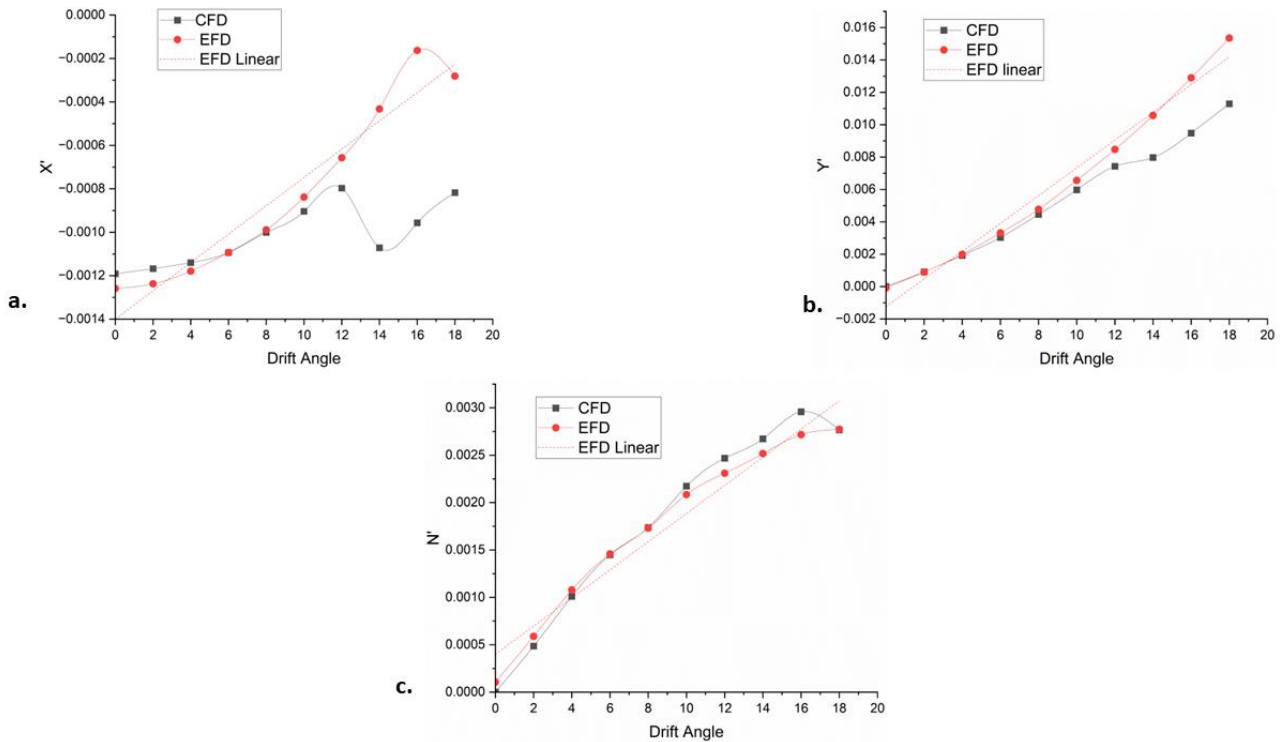 CFD
EFD
EFD Linear
0.0000
−0.0002
−0.0004
−0.0006
−0.0008
−0.0010
−0.0012
−0.0014
X'
0 2 4 6 8 10 12 14 16 18 20
Drift Angle
a.
CFD
EFD
EFD linear
0.016
0.014
0.012
0.010
0.008
0.006
0.004
0.002
0.000
−0.002
Y'
0 2 4 6 8 10 12 14 16 18 20
Drift Angle
b.
CFD
EFD
EFD Linear
0.0030
0.0025
0.0020
0.0015
0.0010
0.0005
0.0000
N'
0 2 4 6 8 10 12 14 16 18 20
Drift Angle
c.